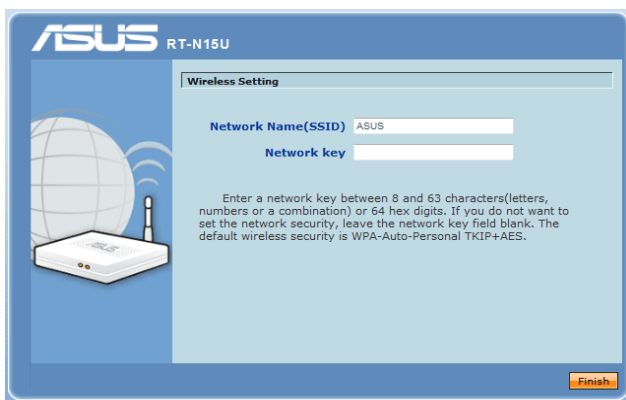 ASUS RT-N15U
Wireless Setting
Network Name(SSID) ASUS
Network key
Enter a network key between 8 and 63 characters(letters,
numbers or a combination) or 64 hex digits. If you do not want to
set the network security, leave the network key field blank. The
default wireless security is WPA-Auto-Personal TKIP+AES.
ASUS
Finish